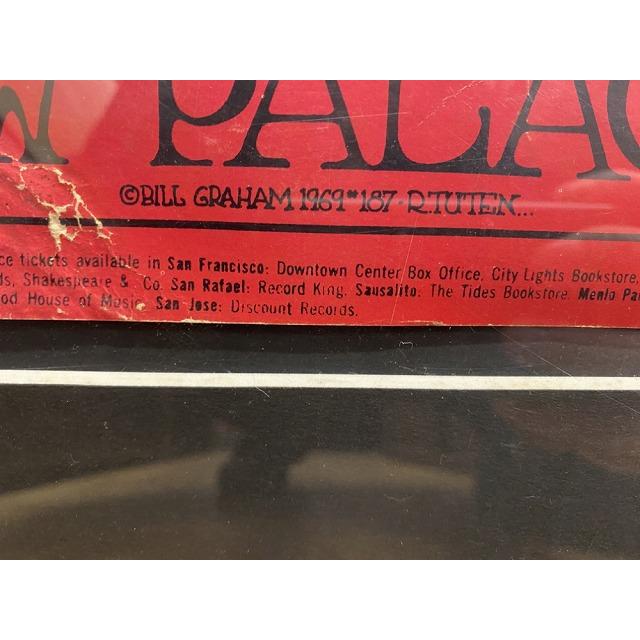 W PALAC
©BILL GRAHAM 1969 #187 · R.TUTEN...
ce tickets available in San Francisco: Downtown Center Box Office, City Lights Bookstore,
ds, Shakespeare & Co. San Rafael: Record King. Sausalito: The Tides Bookstore. Menlo Par
od House of Music. San Jose: Discount Records.